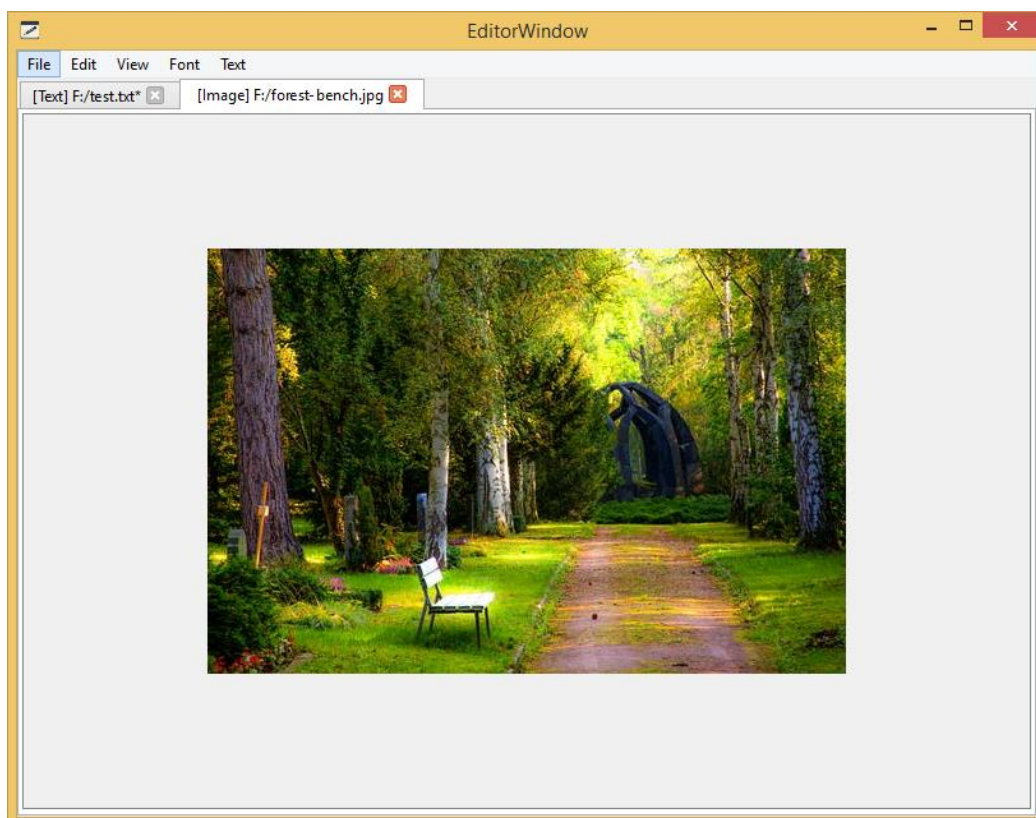 EditorWindow
File Edit View Font Text
[Text] F:/test.txt* [Image] F:/forest-bench.jpg